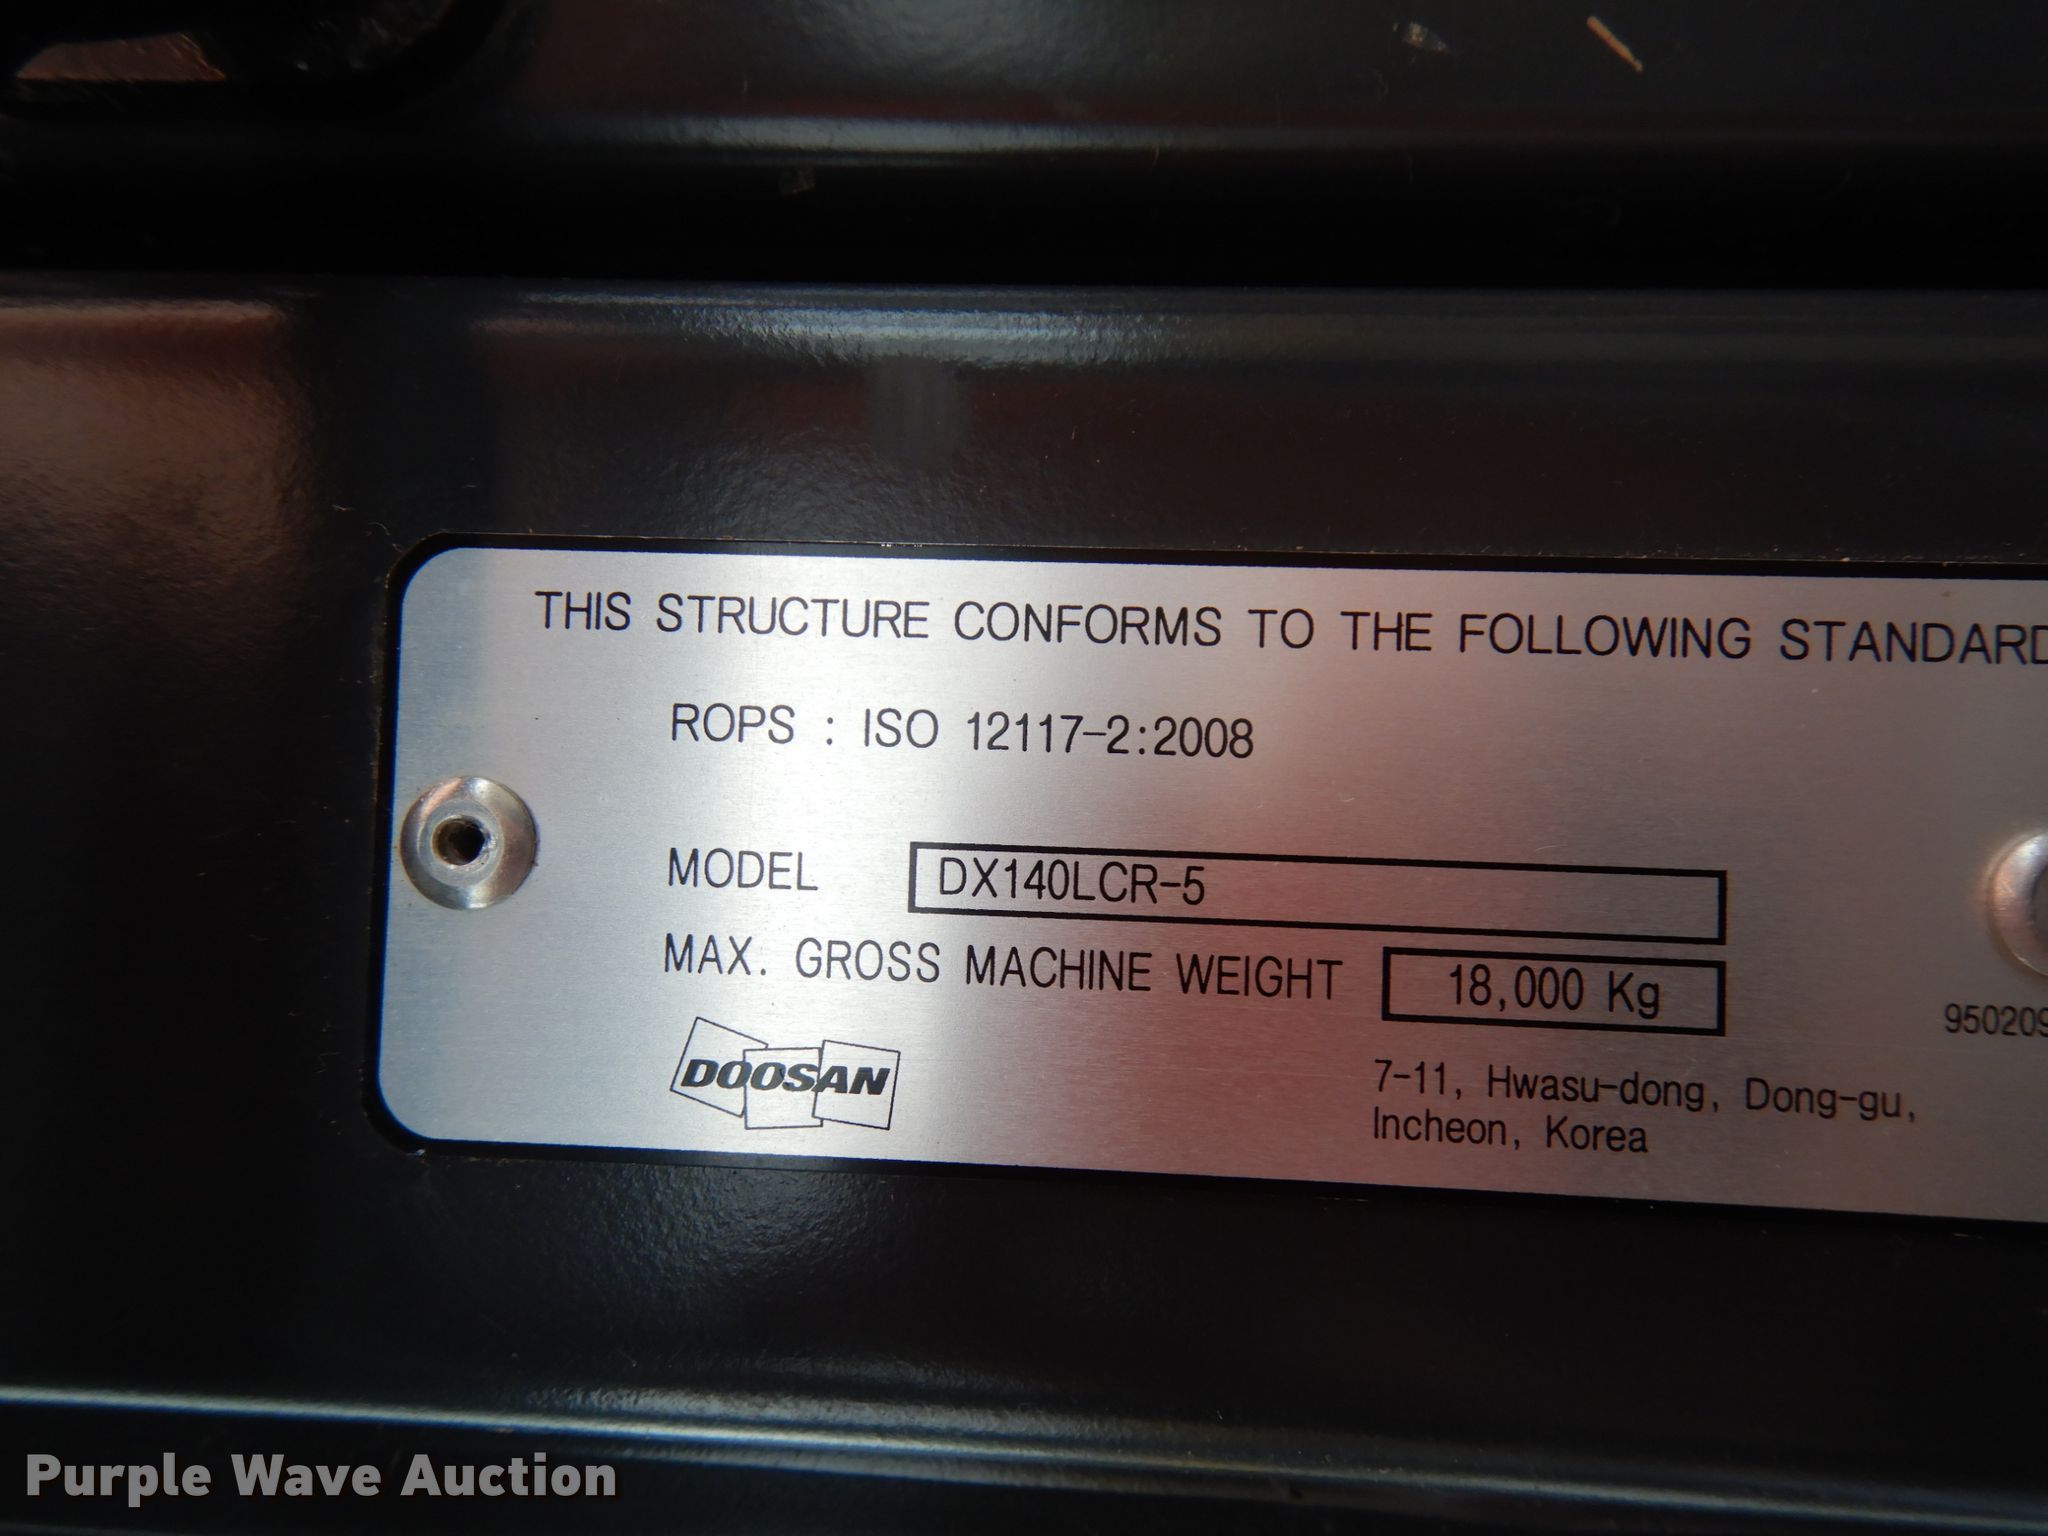 THIS STRUCTURE CONFORMS TO THE FOLLOWING STANDARD
ROPS : ISO 12117-2:2008
MODEL DX140LCR-5
MAX. GROSS MACHINE WEIGHT 18,000 Kg
950209
DOOSAN
7-11, Hwasu-dong, Dong-gu,
Incheon, Korea
Purple Wave Auction